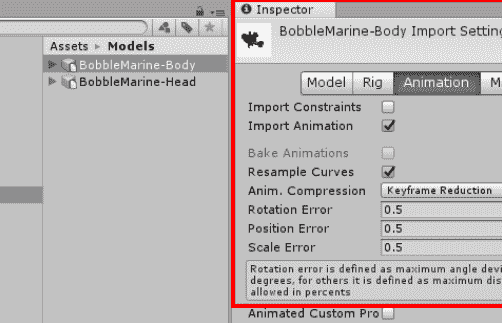 Inspector
Assets ▸ Models
BobbleMarine-Body
BobbleMarine-Head
BobbleMarine-Body Import Setting
Model Rig Animation M
Import Constraints
Import Animation
Bake Animations
Resample Curves
Anim. Compression Keyframe Reduction
Rotation Error 0.5
Position Error 0.5
Scale Error 0.5
Rotation error is defined as maximum angle devi
degrees, for others it is defined as maximum dis
allowed in percents
Animated Custom Pro